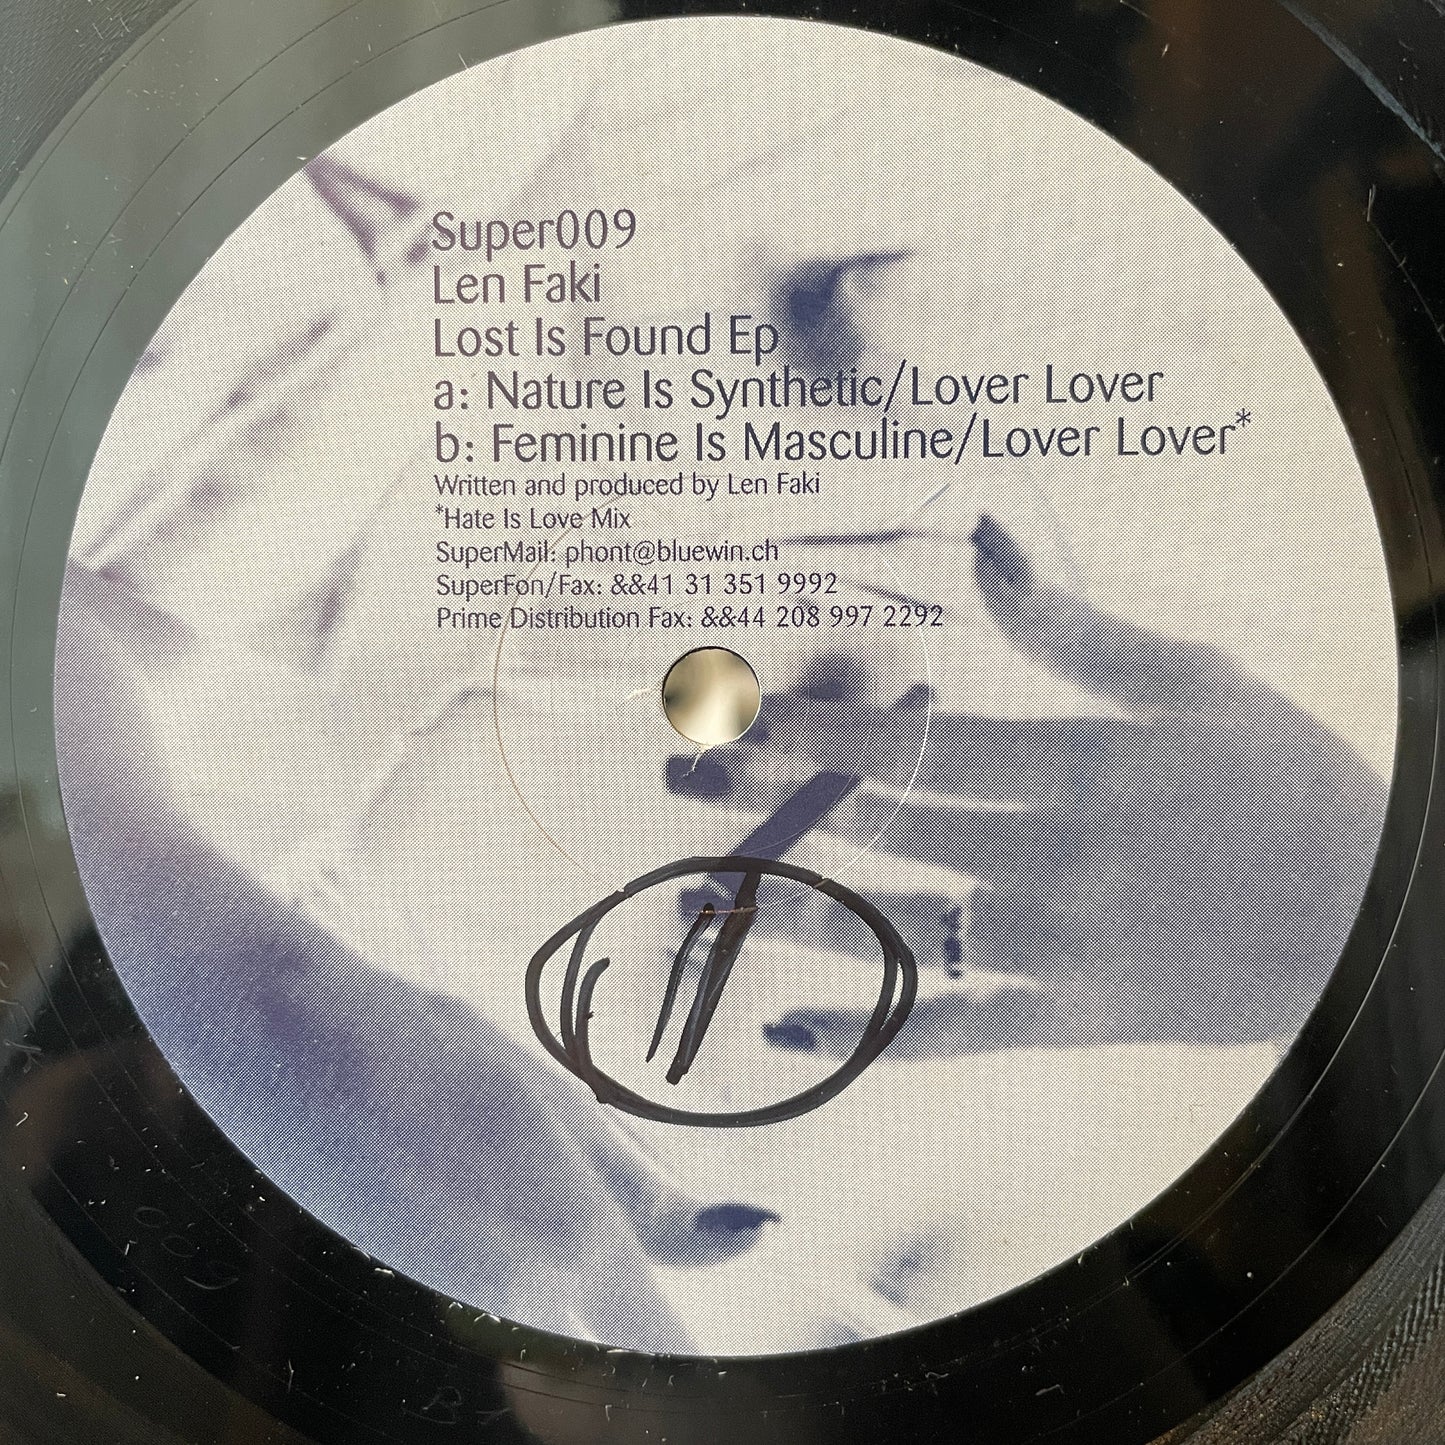 Super009
Len Faki
Lost Is Found Ep
a: Nature Is Synthetic/Lover Lover
b: Feminine Is Masculine/Lover Lover*
Written and produced by Len Faki
*Hate Is Love Mix
SuperMail: phont@bluewin.ch
SuperFon/Fax: &&41 31 351 9992
Prime Distribution Fax: &&44 208 997 2292